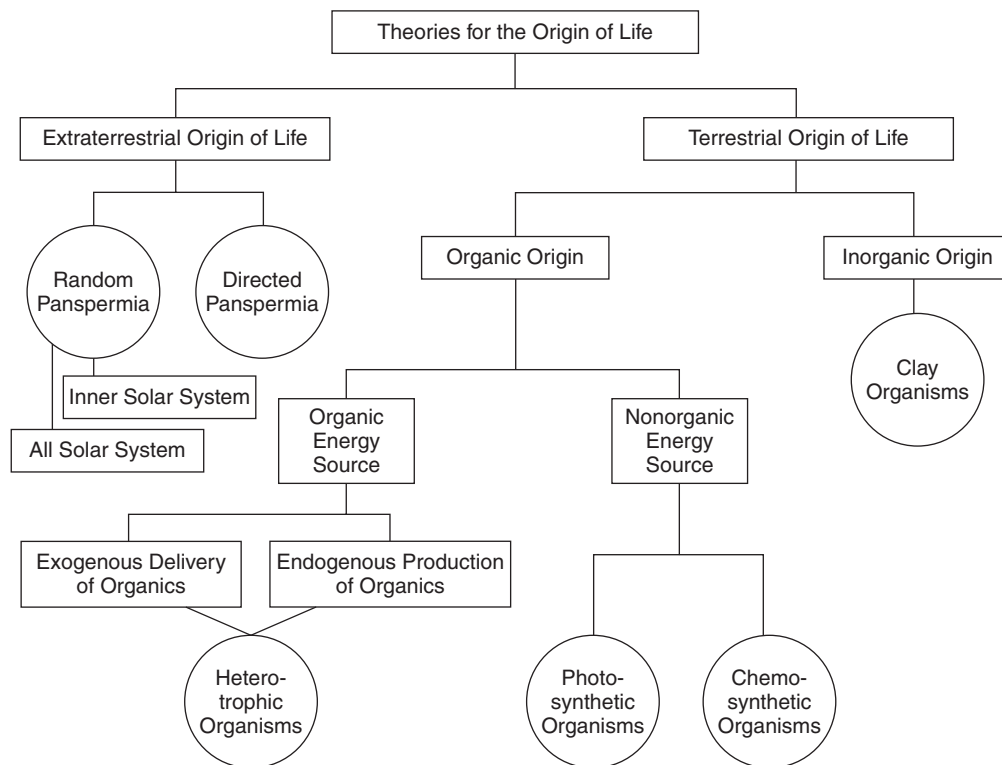 Theories for the Origin of Life
Extraterrestrial Origin of Life
Terrestrial Origin of Life
Random
Panspermia
Directed
Panspermia
Organic Origin
Inorganic Origin
Inner Solar System
All Solar System
Clay
Organisms
Organic
Energy
Source
Nonorganic
Energy
Source
Exogenous Delivery
of Organics
Endogenous Production
of Organics
Hetero-
trophic
Organisms
Photo-
synthetic
Organisms
Chemo-
synthetic
Organisms